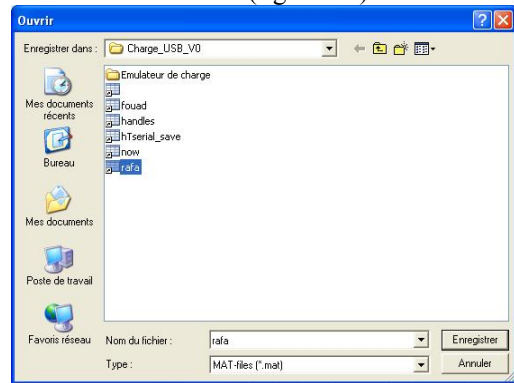 Ouvrir
Enregistrer dans :
Charge_USB_V0
Mes documents
récents
Bureau
Mes documents
Poste de travail
Favoris réseau
Emulateur de charge
fouad
handles
hTserial_save
now
rafa
Nom du fichier :
rafa
Enregistrer
Type :
MAT-files (*.mat)
Annuler